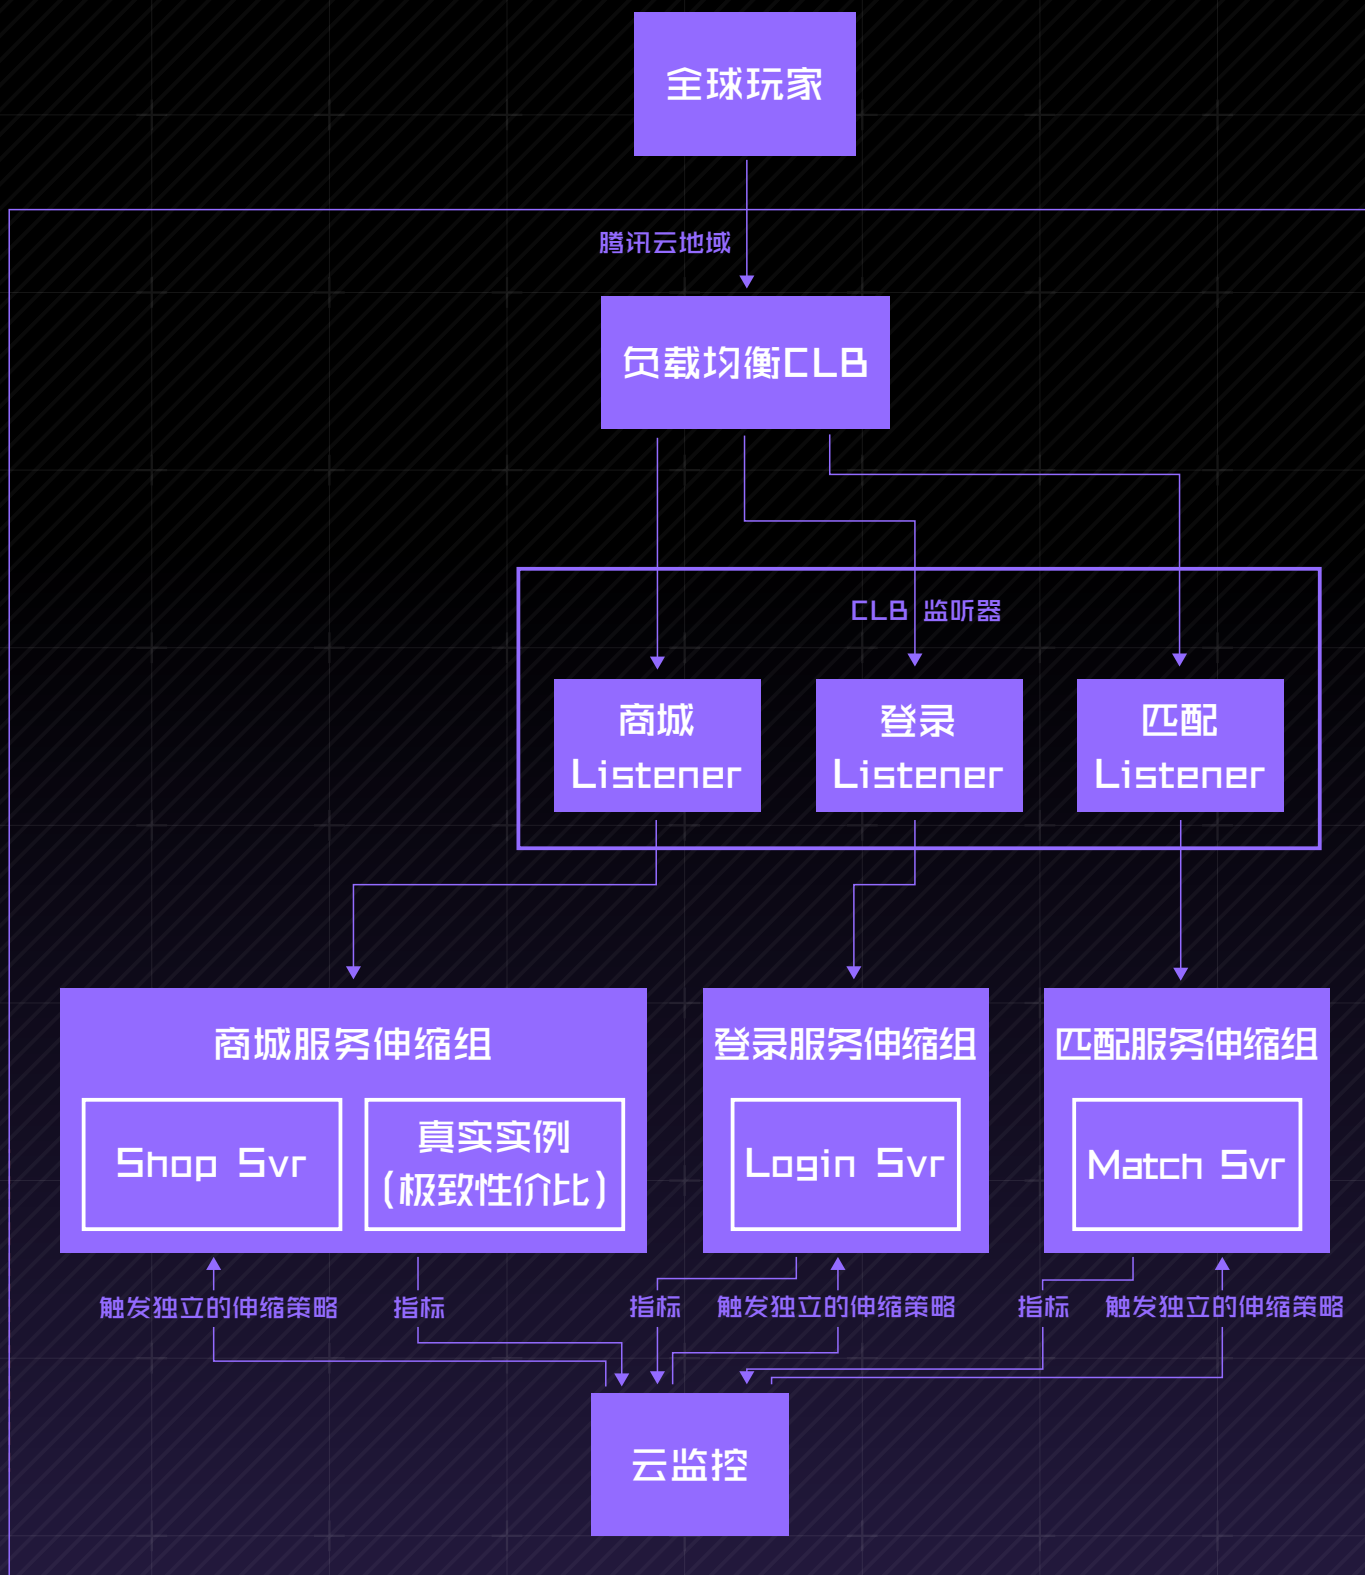 全球玩家
腾讯云地域
负载均衡CLB
CLB 监听器
商城
Listener
登录
Listener
匹配
Listener
商城服务伸缩组
Shop Svr
真实实例
(极致性价比)
登录服务伸缩组
Login Svr
匹配服务伸缩组
Match Svr
触发独立的伸缩策略
指标
指标
触发独立的伸缩策略
指标
触发独立的伸缩策略
云监控